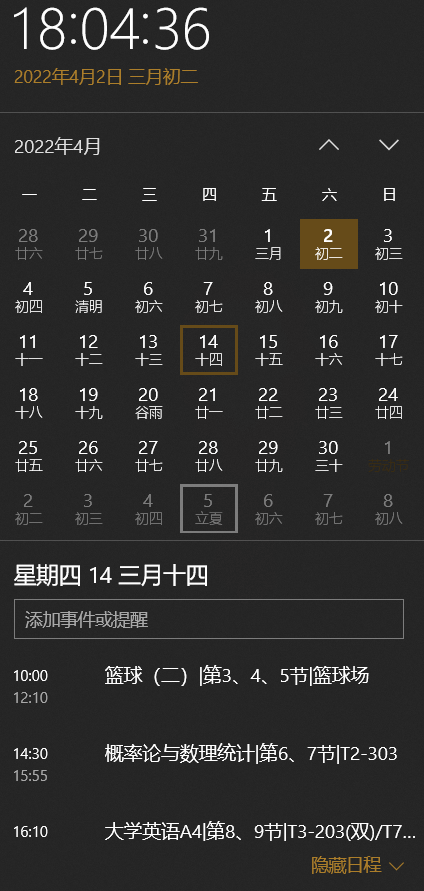 18:04:36
2022年4月2日 三月初二
2022年4月
一 二 三 四 五 六 日
28 29 30 31 1 2 3
廿六 廿七 廿八 廿九 三月 初二 初三
4 5 6 7 8 9 10
初四 清明 初六 初七 初八 初九 初十
11 12 13 14 15 16 17
十一 十二 十三 十四 十五 十六 十七
18 19 20 21 22 23 24
十八 十九 谷雨 廿一 廿二 廿三 廿四
25 26 27 28 29 30 1
廿五 廿六 廿七 廿八 廿九 三十 劳动节
2 3 4 5 6 7 8
初二 初三 初四 立夏 初六 初七 初八
星期四 14 三月十四
添加事件或提醒
10:00 篮球（二）|第3、4、5节|篮球场
12:10
14:30 概率论与数理统计|第6、7节|T2-303
15:55
16:10 大学英语A4|第8、9节|T3-203(双)/T7...
隐藏日程